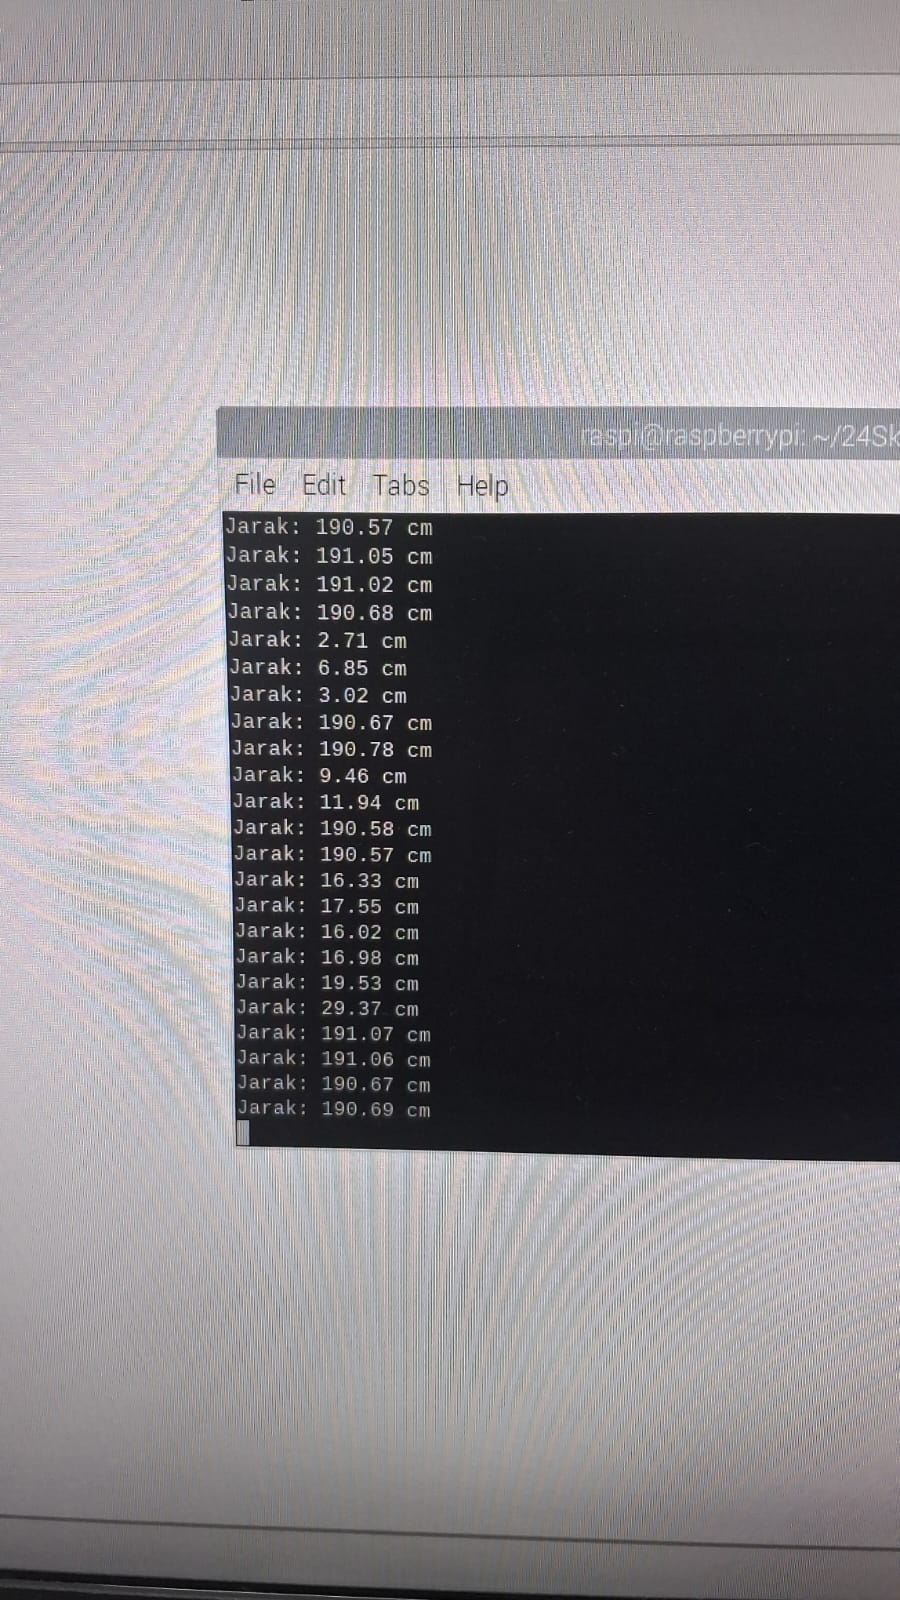 raspi@raspberrypi: ~/24Sk
File Edit Tabs Help
Jarak: 190.57 cm
Jarak: 191.05 cm
Jarak: 191.02 cm
Jarak: 190.68 cm
Jarak: 2.71 cm
Jarak: 6.85 cm
Jarak: 3.02 cm
Jarak: 190.67 cm
Jarak: 190.78 cm
Jarak: 9.46 cm
Jarak: 11.94 cm
Jarak: 190.58 cm
Jarak: 190.57 cm
Jarak: 16.33 cm
Jarak: 17.55 cm
Jarak: 16.02 cm
Jarak: 16.98 cm
Jarak: 19.53 cm
Jarak: 29.37 cm
Jarak: 191.07 cm
Jarak: 191.06 cm
Jarak: 190.67 cm
Jarak: 190.69 cm